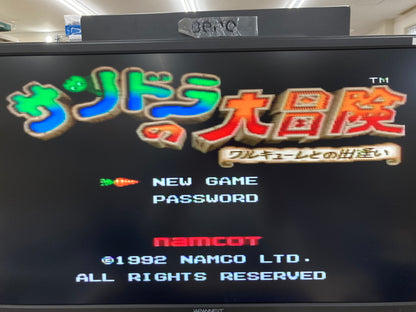 サンドラ
の大冒険
TM
ワルキューレとの出逢い
NEW GAME
PASSWORD
namcot
©1992 NAMCO LTD.
ALL RIGHTS RESERVED
JAPANNEXT